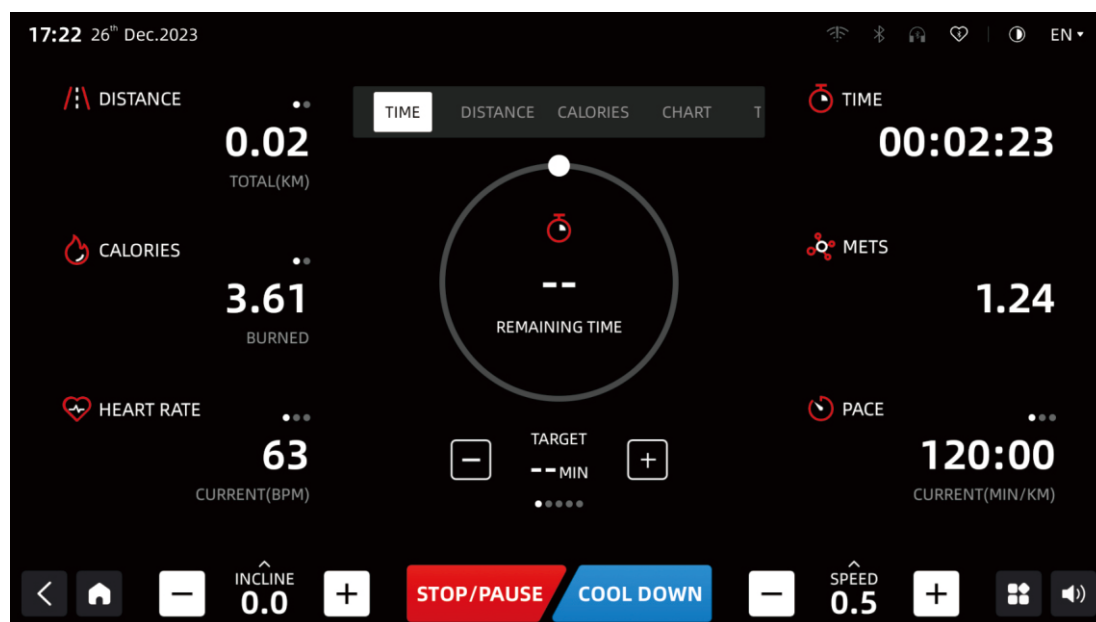 17:22 26th Dec.2023
EN
DISTANCE
0.02
TOTAL(KM)
CALORIES
3.61
BURNED
HEART RATE
63
CURRENT(BPM)
TIME DISTANCE CALORIES CHART T
--
REMAINING TIME
TARGET
--MIN
TIME
00:02:23
METS
1.24
PACE
120:00
CURRENT(MIN/KM)
INCLINE
0.0
STOP/PAUSE
COOL DOWN
SPEED
0.5